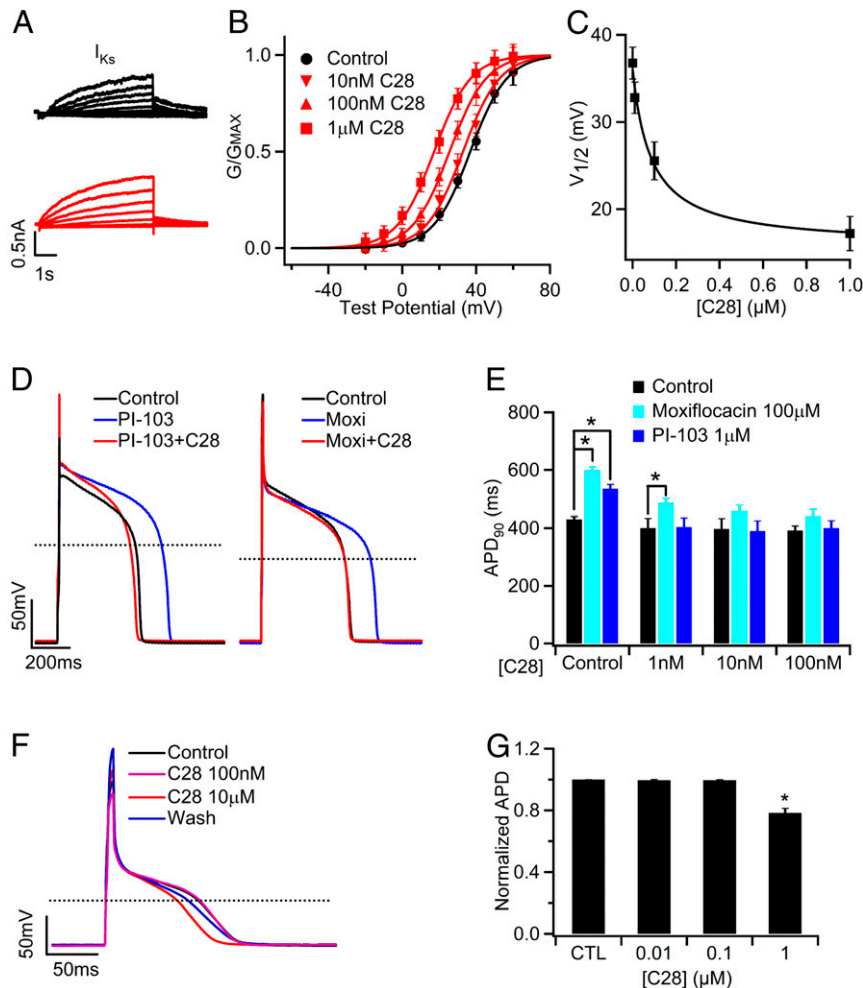 A
I_Ks
0.5nA
1s
B
G/G_MAX
1.0
0.5
0.0
Control
10nM C28
100nM C28
1µM C28
-40
0
40
80
Test Potential (mV)
C
V_1/2 (mV)
40
30
20
0.0
0.2
0.4
0.6
0.8
1.0
[C28] (µM)
D
Control
PI-103
PI-103+C28
50mV
200ms
Control
Moxi
Moxi+C28
E
Control
Moxiflocacin 100µM
PI-103 1µM
APD_90 (ms)
800
600
400
200
0
*
*
*
[C28]
Control
1nM
10nM
100nM
F
Control
C28 100nM
C28 10µM
Wash
50mV
50ms
G
Normalized APD
1.2
0.8
0.4
0.0
*
CTL
0.01
0.1
1
[C28] (µM)